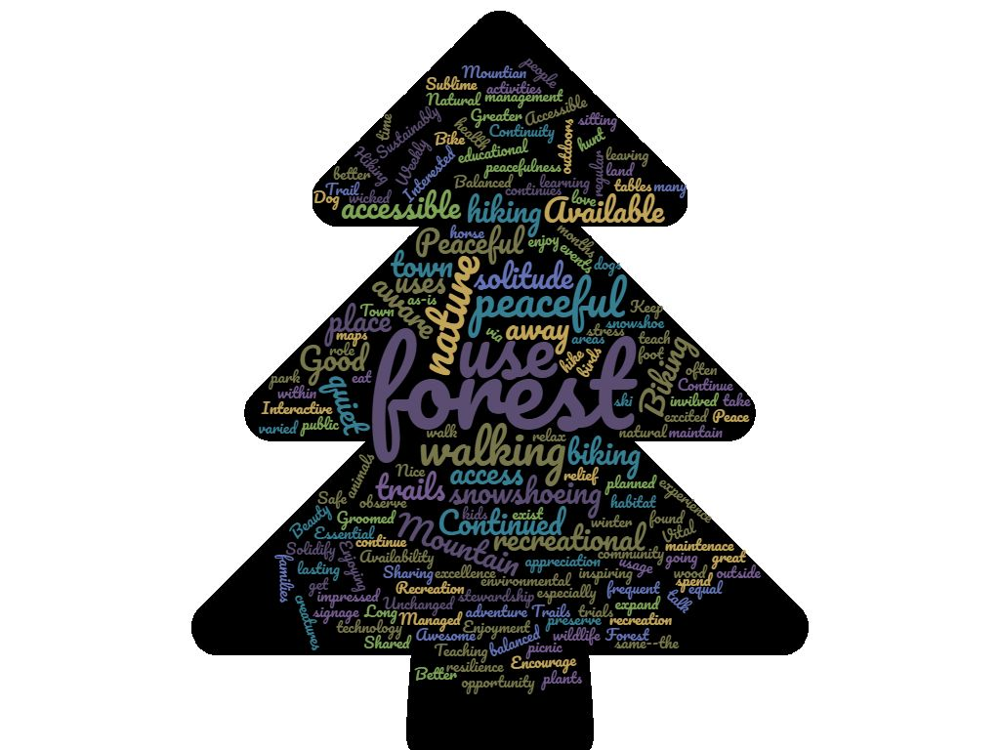 people
Mountian
Sublime
activities
Natural
management
Greater
Accessible
time
Sustainably
health
Continuity
outdoors
sitting
hunt
Bike
educational
Hiking
Weekly
Interested
peacefulness
regular
leaving
land
better
Balanced
learning
continues
love
tables
many
Trail
Dog
wicked
accessible
hiking
Available
horse
Peaceful
enjoy
months
events
town
nature
solitude
dogs
uses
aware
as-is
peaceful
Keep
Town
place
maps
vio
away
stress
snowshoe
areas
teach
role
Good
use
hike
birds
foot
Biking
often
park
eat
quiet
forest
ski
Continue
within
invilved
take
Interactive
excited
Peace
varied
public
walk
relax
natural
maintain
walking
biking
animals
Nice
access
relief
planned
experience
trails
snowshoeing
Safe
observe
habitat
Beauty
Groomed
kids
exist
Continued
winter
found
Vital
Essential
continue
Mountain
recreational
maintenace
Solidify
Enjoying
Availability
appreciation
community
usage
going
great
families
lasting
Sharing
excellence
inspiring
wood
outside
get
environmental
spend
impressed
Recreation
stewardship
especially
frequent
equal
talk
creatures
Unchanged
signage
Long
Managed
adventure
Trails
trials
expand
technology
Enjoyment
preserve
recreation
Shared
Awesome
balanced
wildlife
Forest
Teaching
picnic
same--the
resilience
Encourage
Better
opportunity
plants